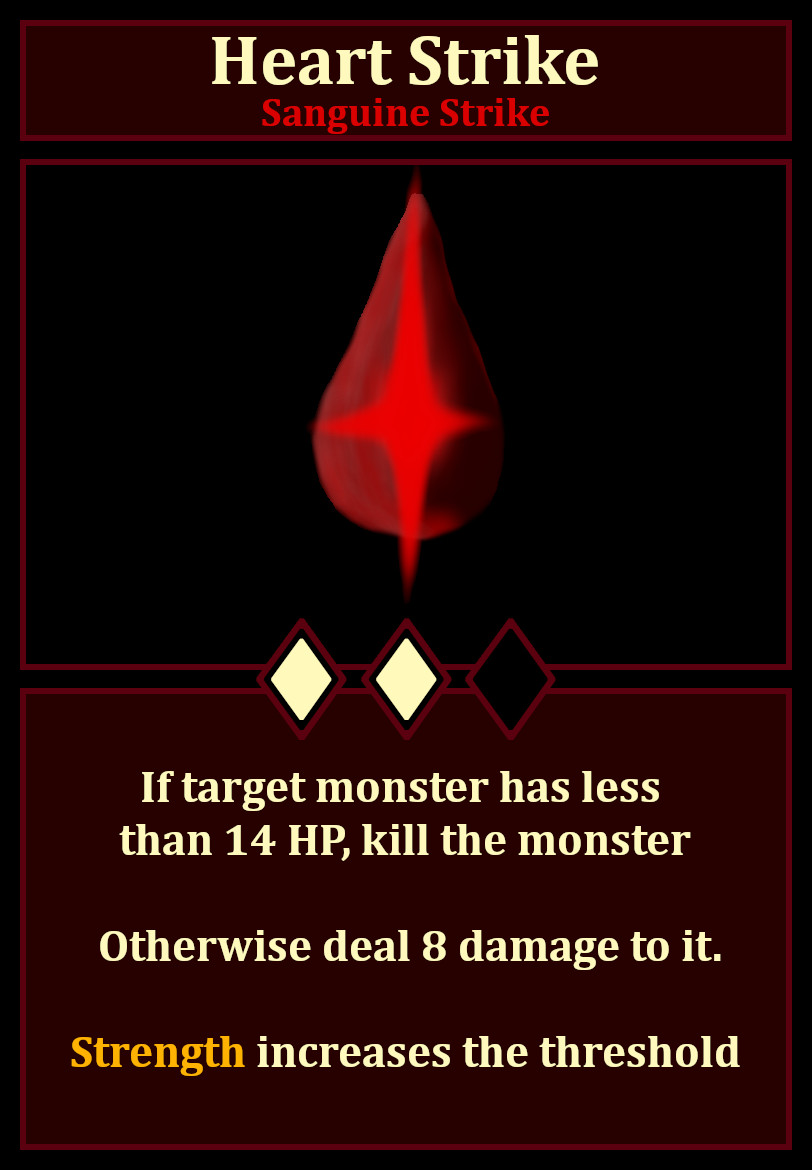 Heart Strike
Sanguine Strike
If target monster has less
than 14 HP, kill the monster
Otherwise deal 8 damage to it.
Strength increases the threshold